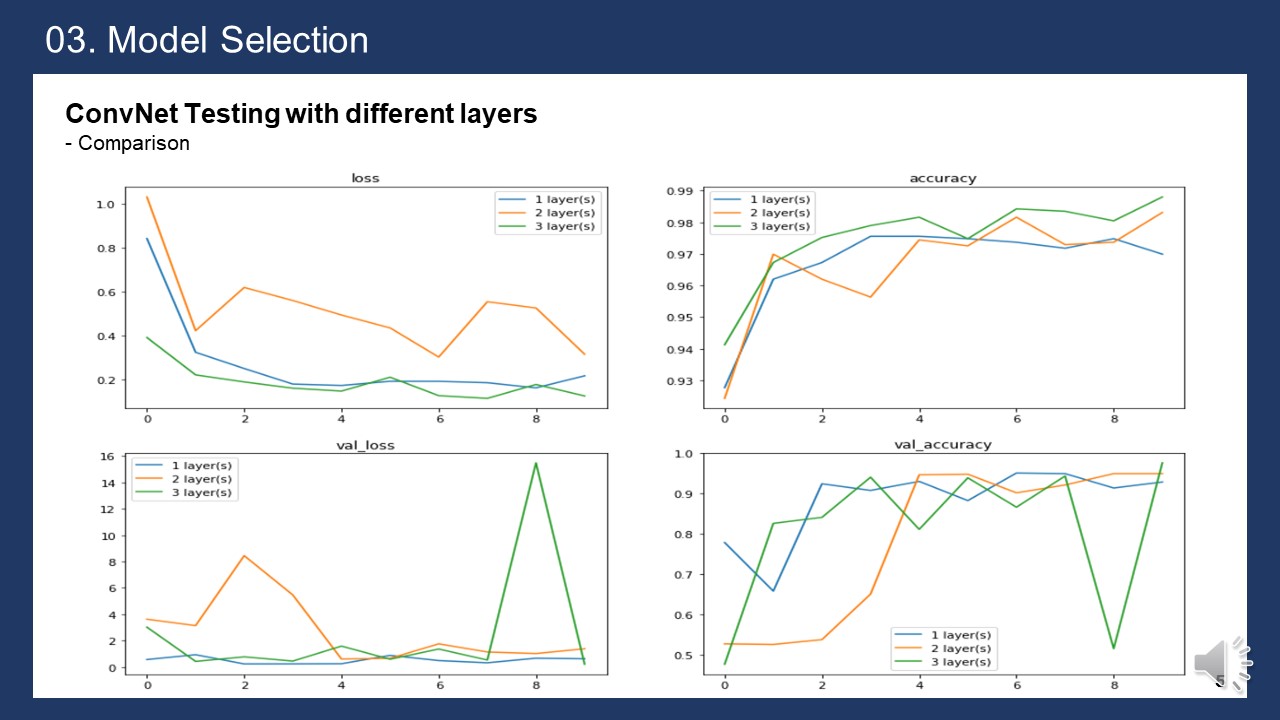 03. Model Selection
ConvNet Testing with different layers
- Comparison
loss
1.0
0.8
0.6
0.4
0.2
0 2 4 6 8
1 layer(s)
2 layer(s)
3 layer(s)
accuracy
0.99
0.98
0.97
0.96
0.95
0.94
0.93
0 2 4 6 8
1 layer(s)
2 layer(s)
3 layer(s)
val_loss
16
14
12
10
8
6
4
2
0
0 2 4 6 8
1 layer(s)
2 layer(s)
3 layer(s)
val_accuracy
1.0
0.9
0.8
0.7
0.6
0.5
0 2 4 6 8
1 layer(s)
2 layer(s)
3 layer(s)
5